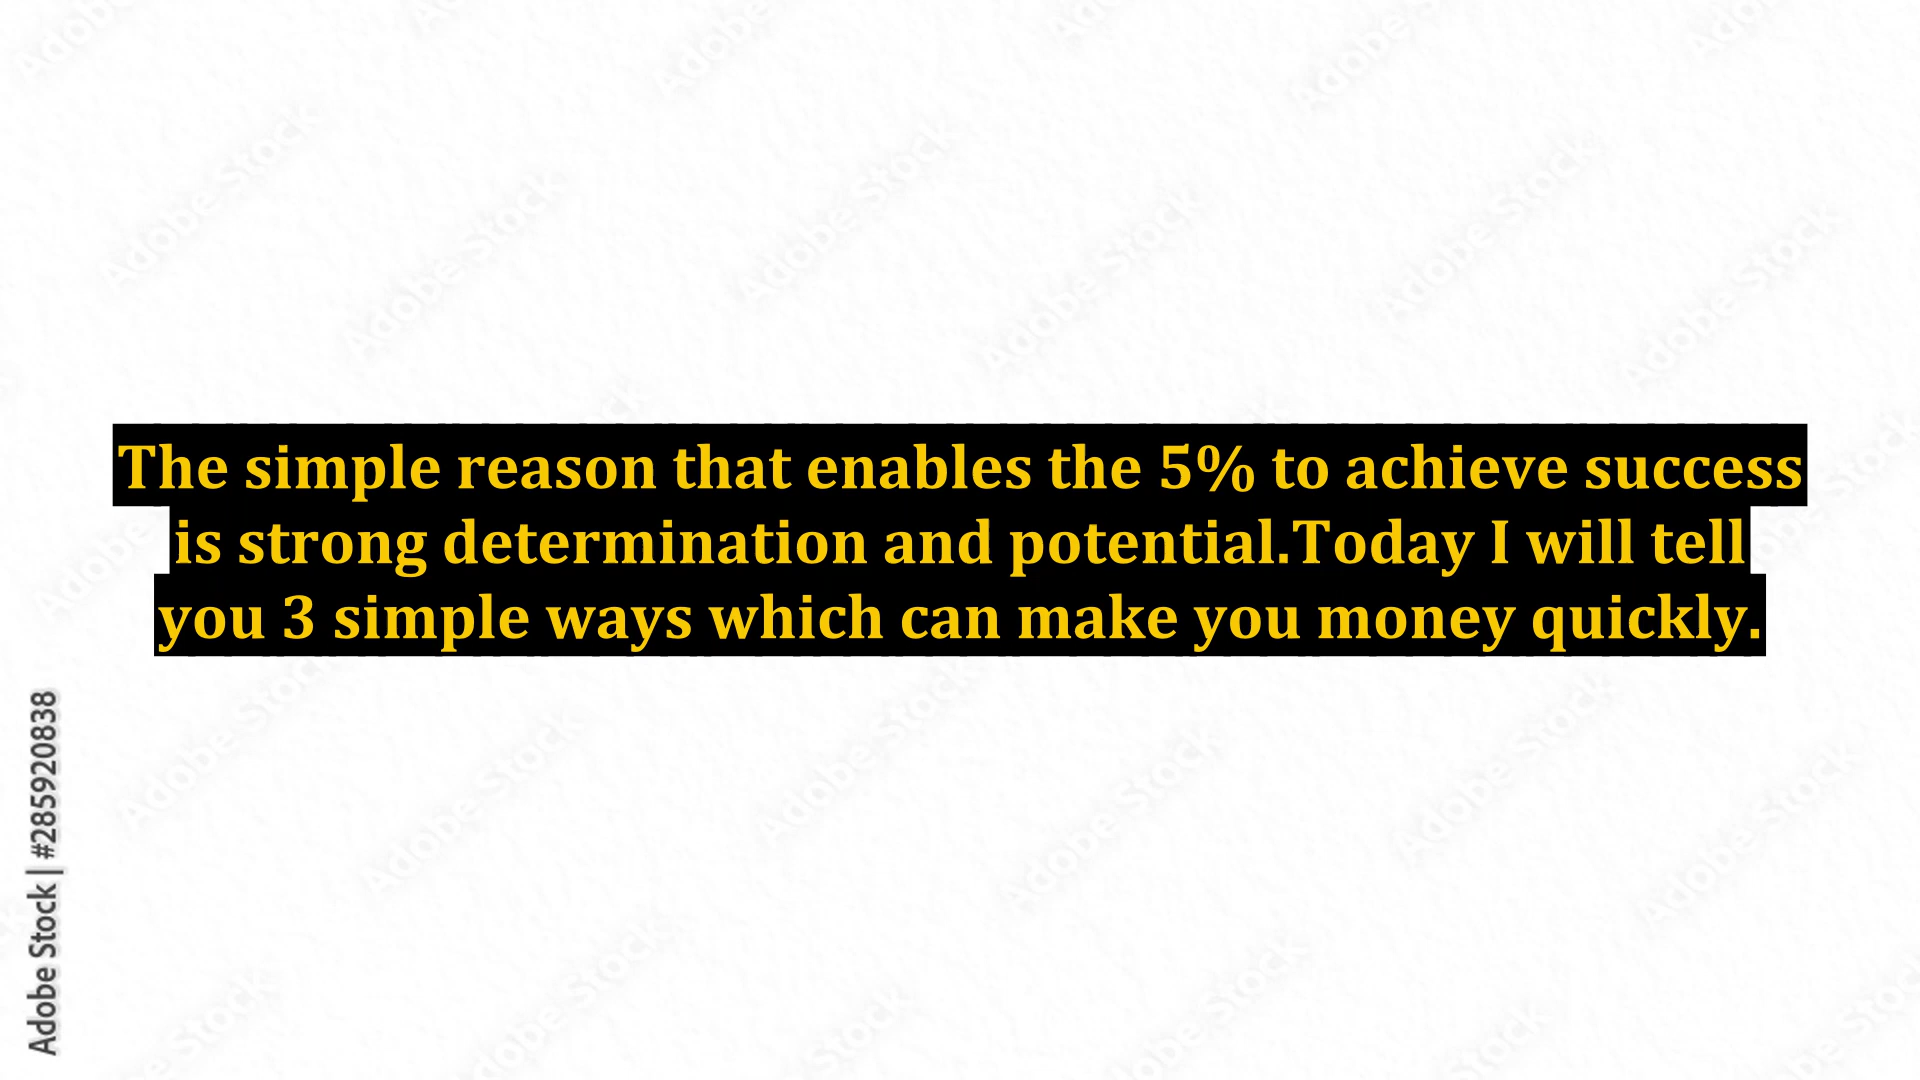 The simple reason that enables the 5% to achieve success
is strong determination and potential.Today I will tell
you 3 simple ways which can make you money quickly.
Adobe Stock | #285920838